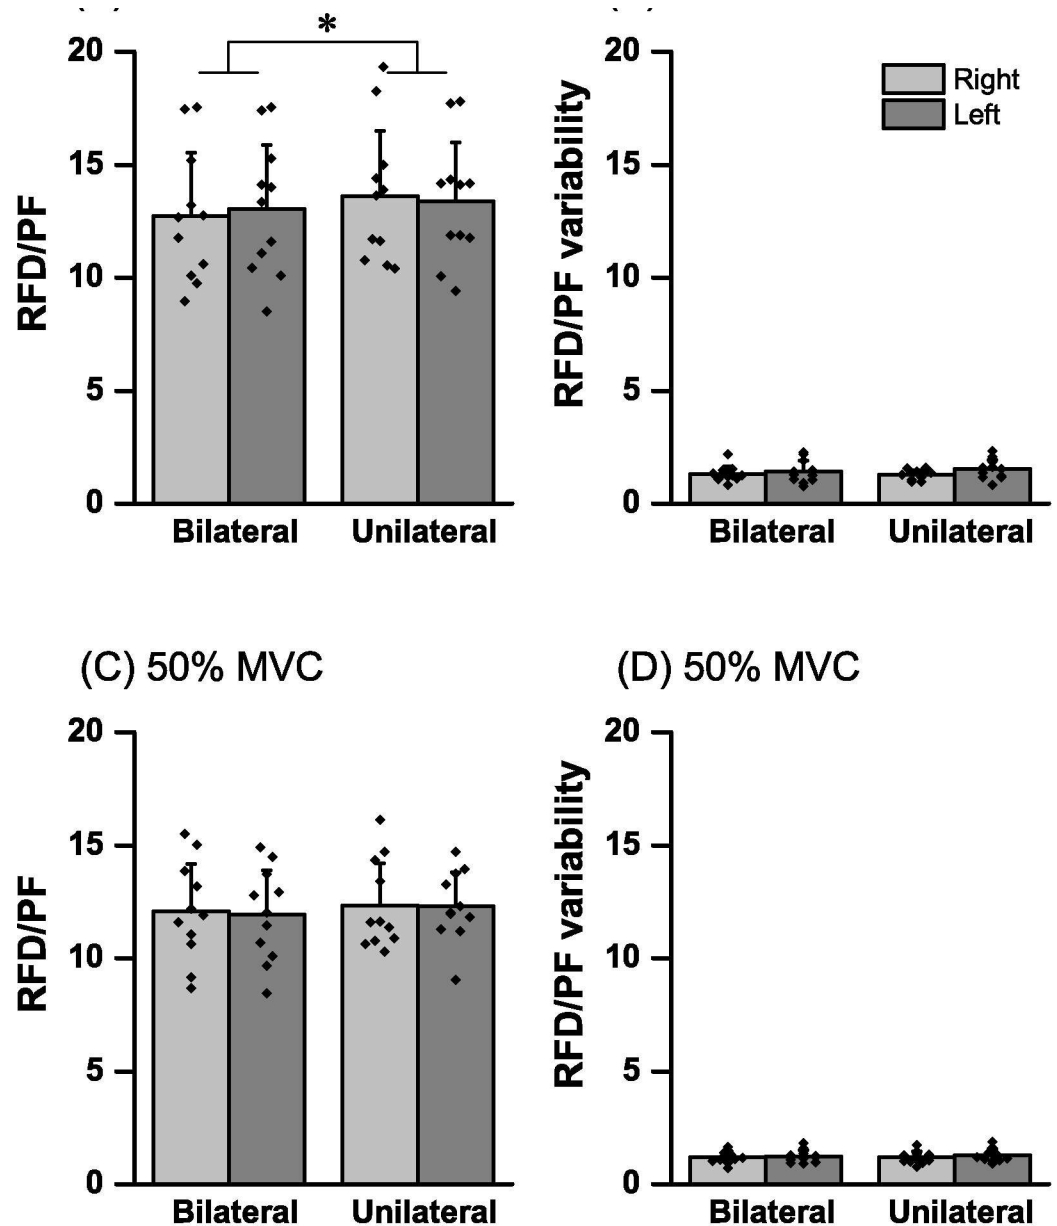 *
20
15
10
5
0
RFD/PF
Bilateral
Unilateral
20
15
10
5
0
RFD/PF variability
Right
Left
Bilateral
Unilateral
(C) 50% MVC
20
15
10
5
0
RFD/PF
Bilateral
Unilateral
(D) 50% MVC
20
15
10
5
0
RFD/PF variability
Bilateral
Unilateral